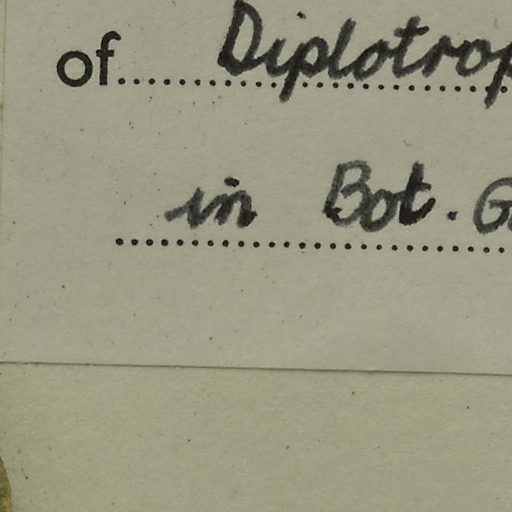 of Diplotrop
in Bot. G